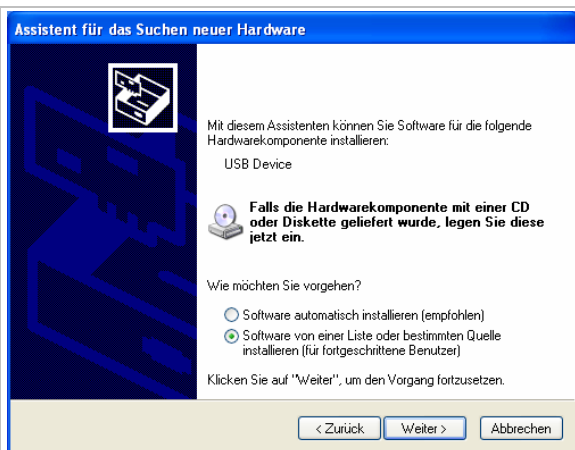 Assistent für das Suchen neuer Hardware
Mit diesem Assistenten können Sie Software für die folgende
Hardwarekomponente installieren:
USB Device
Falls die Hardwarekomponente mit einer CD
oder Diskette geliefert wurde, legen Sie diese
jetzt ein.
Wie möchten Sie vorgehen?
Software automatisch installieren (empfohlen)
Software von einer Liste oder bestimmten Quelle
installieren (für fortgeschrittene Benutzer)
Klicken Sie auf "Weiter", um den Vorgang fortzusetzen.
< Zurück Weiter > Abbrechen